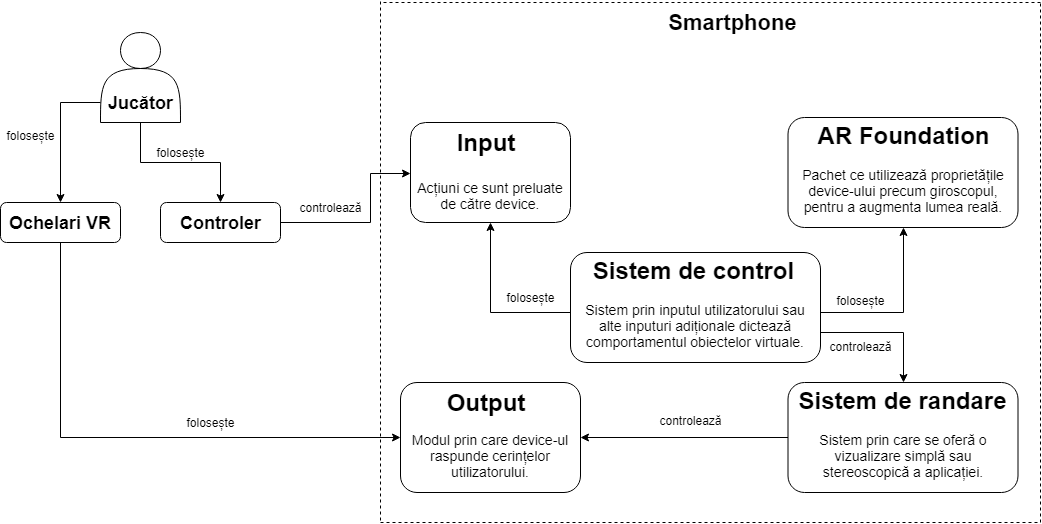 Smartphone
Jucător
folosește
folosește
Ochelari VR
Controler
controlează
Input
Acțiuni ce sunt preluate
de către device.
AR Foundation
Pachet ce utilizează proprietățile
device-ului precum giroscopul,
pentru a augmenta lumea reală.
folosește
Sistem de control
Sistem prin inputul utilizatorului sau
alte inputuri adiționale dictează
comportamentul obiectelor virtuale.
folosește
controlează
Output
Modul prin care device-ul
raspunde cerințelor
utilizatorului.
folosește
controlează
Sistem de randare
Sistem prin care se oferă o
vizualizare simplă sau
stereoscopică a aplicației.